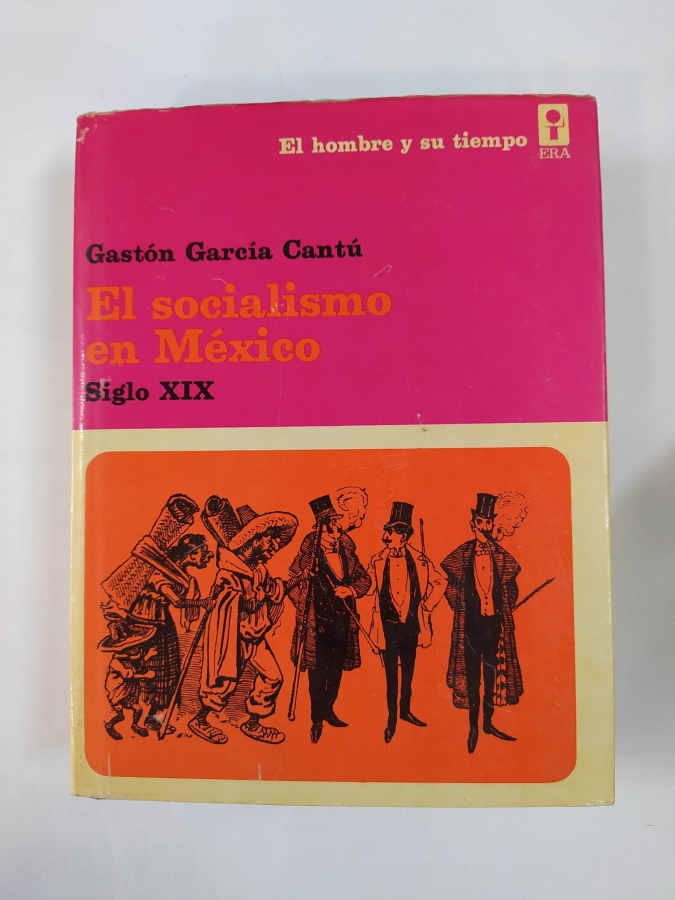 El hombre y su tiempo
ERA
Gastón García Cantú
El socialismo
en México
Siglo XIX